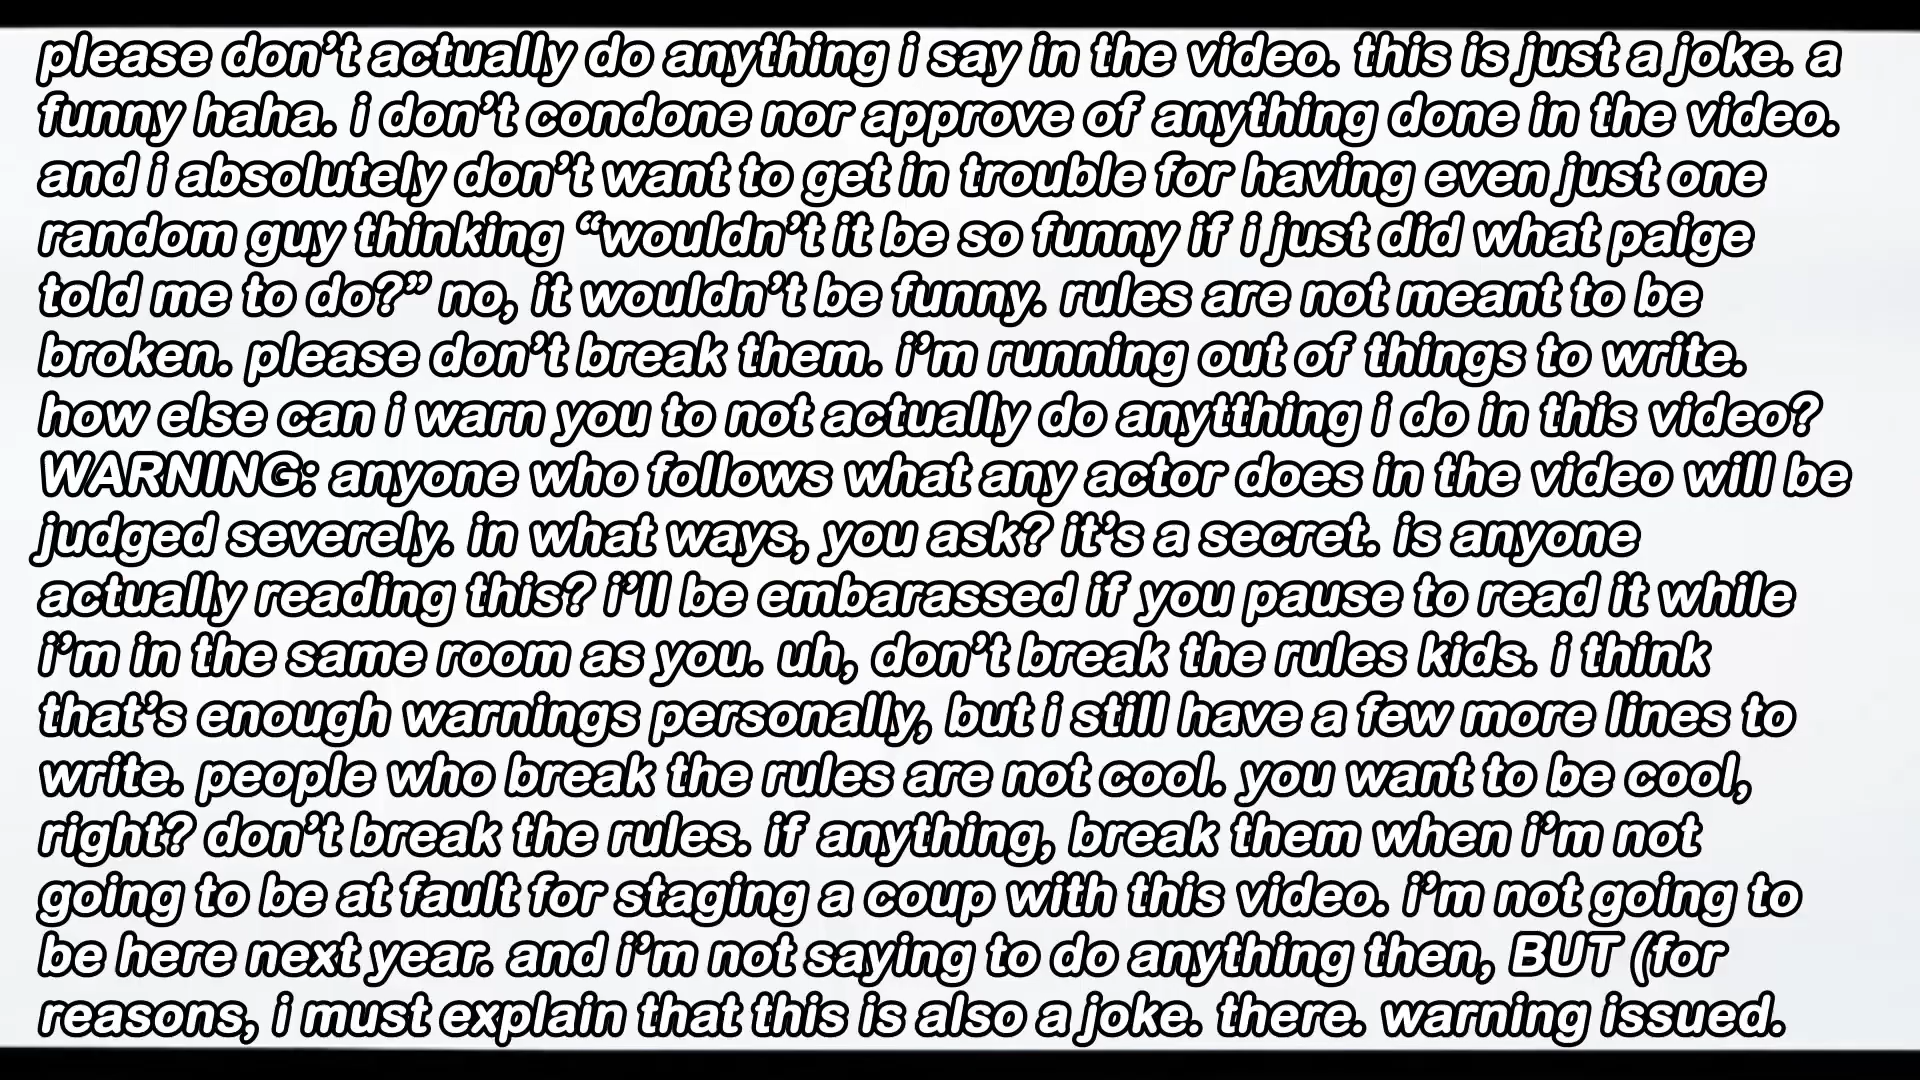 please don’t actually do anything i say in the video. this is just a joke. a
funny haha. i don’t condone nor approve of anything done in the video.
and i absolutely don’t want to get in trouble for having even just one
random guy thinking “wouldn’t it be so funny if i just did what paige
told me to do?” no, it wouldn’t be funny. rules are not meant to be
broken. please don’t break them. i’m running out of things to write.
how else can i warn you to not actually do anytthing i do in this video?
WARNING: anyone who follows what any actor does in the video will be
judged severely. in what ways, you ask? it’s a secret. is anyone
actually reading this? i’ll be embarassed if you pause to read it while
i’m in the same room as you. uh, don’t break the rules kids. i think
that’s enough warnings personally, but i still have a few more lines to
write. people who break the rules are not cool. you want to be cool,
right? don’t break the rules. if anything, break them when i’m not
going to be at fault for staging a coup with this video. i’m not going to
be here next year. and i’m not saying to do anything then, BUT (for
reasons, i must explain that this is also a joke. there. warning issued.